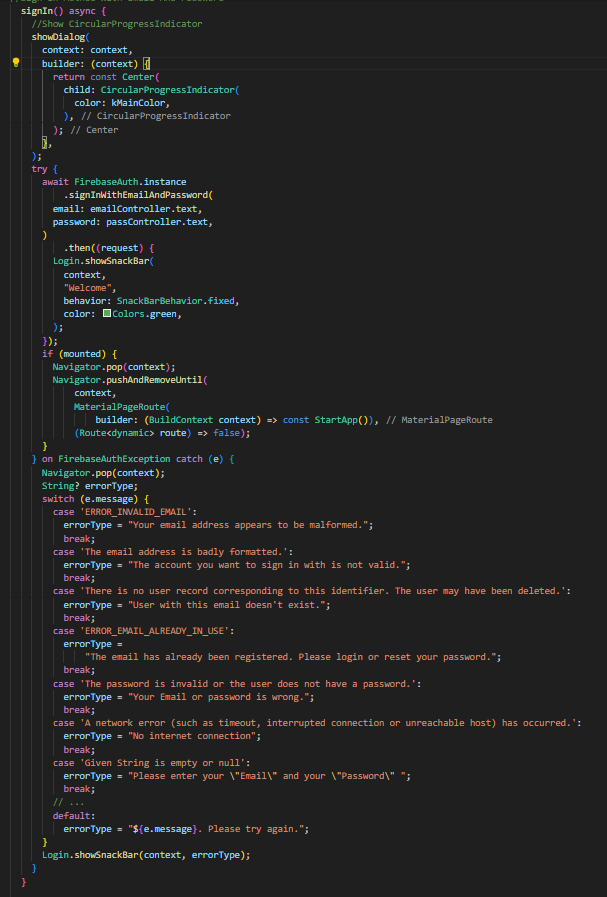 signIn() async {
//Show CircularProgressIndicator
showDialog(
context: context,
builder: (context) {
return const Center(
child: CircularProgressIndicator(
color: kMainColor,
), // CircularProgressIndicator
); // Center
},
);
try {
await FirebaseAuth.instance
.signInWithEmailAndPassword(
email: emailController.text,
password: passController.text,
)
.then((request) {
Login.showSnackBar(
context,
"Welcome",
behavior: SnackBarBehavior.fixed,
color: Colors.green,
);
});
if (mounted) {
Navigator.pop(context);
Navigator.pushAndRemoveUntil(
context,
MaterialPageRoute(
builder: (BuildContext context) => const StartApp()), // MaterialPageRoute
(Route<dynamic> route) => false);
}
} on FirebaseAuthException catch (e) {
Navigator.pop(context);
String? errorType;
switch (e.message) {
case 'ERROR_INVALID_EMAIL':
errorType = "Your email address appears to be malformed.";
break;
case 'The email address is badly formatted.':
errorType = "The account you want to sign in with is not valid.";
break;
case 'There is no user record corresponding to this identifier. The user may have been deleted.':
errorType = "User with this email doesn't exist.";
break;
case 'ERROR_EMAIL_ALREADY_IN_USE':
errorType =
"The email has already been registered. Please login or reset your password.";
break;
case 'The password is invalid or the user does not have a password.':
errorType = "Your Email or password is wrong.";
break;
case 'A network error (such as timeout, interrupted connection or unreachable host) has occurred.':
errorType = "No internet connection";
break;
case 'Given String is empty or null':
errorType = "Please enter your \"Email\" and your \"Password\" ";
break;
// ...
default:
errorType = "${e.message}. Please try again.";
}
Login.showSnackBar(context, errorType);
}
}